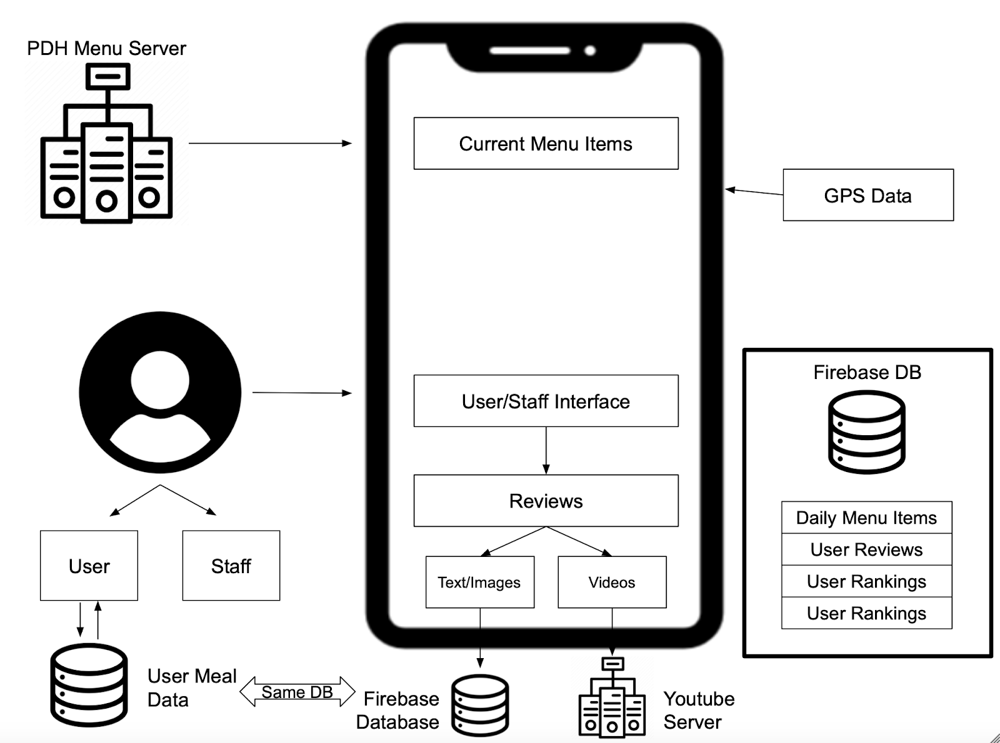 PDH Menu Server
Current Menu Items
GPS Data
User/Staff Interface
Reviews
Text/Images
Videos
User
Staff
User Meal
Data
Same DB
Firebase
Database
Youtube
Server
Firebase DB
Daily Menu Items
User Reviews
User Rankings
User Rankings